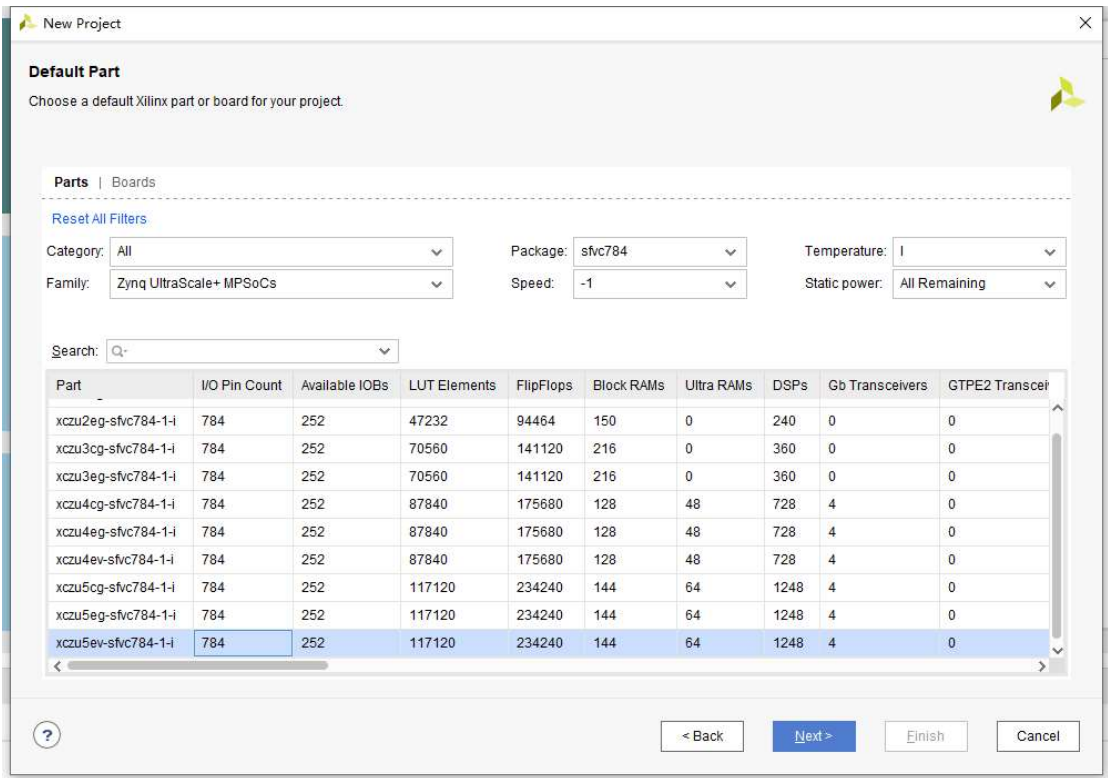 New Project
Default Part
Choose a default Xilinx part or board for your project.
Parts | Boards
Reset All Filters
Category: All Package: sfvc784 Temperature: I
Family: Zynq UltraScale+ MPSoCs Speed: -1 Static power: All Remaining
Search: Q-
Part I/O Pin Count Available IOBs LUT Elements FlipFlops Block RAMs Ultra RAMs DSPs Gb Transceivers GTPE2 Transceiv
xczu2eg-sfvc784-1-i 784 252 47232 94464 150 0 240 0 0
xczu3cg-sfvc784-1-i 784 252 70560 141120 216 0 360 0 0
xczu3eg-sfvc784-1-i 784 252 70560 141120 216 0 360 0 0
xczu4cg-sfvc784-1-i 784 252 87840 175680 128 48 728 4 0
xczu4eg-sfvc784-1-i 784 252 87840 175680 128 48 728 4 0
xczu4ev-sfvc784-1-i 784 252 87840 175680 128 48 728 4 0
xczu5cg-sfvc784-1-i 784 252 117120 234240 144 64 1248 4 0
xczu5eg-sfvc784-1-i 784 252 117120 234240 144 64 1248 4 0
xczu5ev-sfvc784-1-i 784 252 117120 234240 144 64 1248 4 0
? < Back Next > Finish Cancel